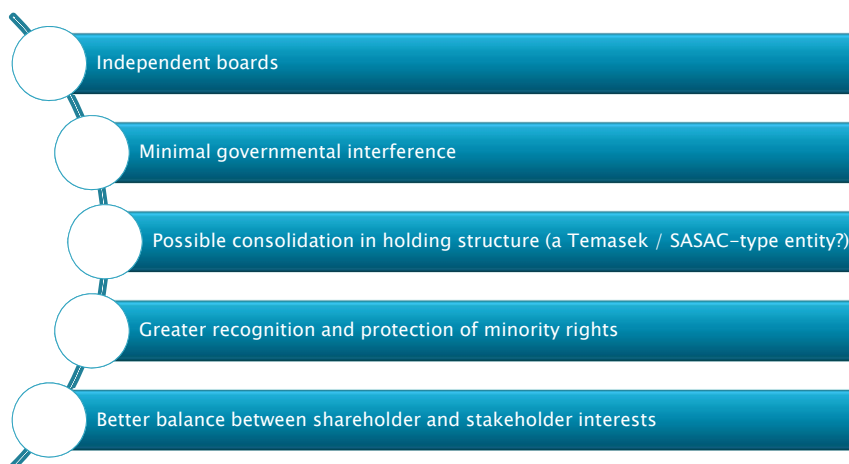 Independent boards
Minimal governmental interference
Possible consolidation in holding structure (a Temasek / SASAC-type entity?)
Greater recognition and protection of minority rights
Better balance between shareholder and stakeholder interests